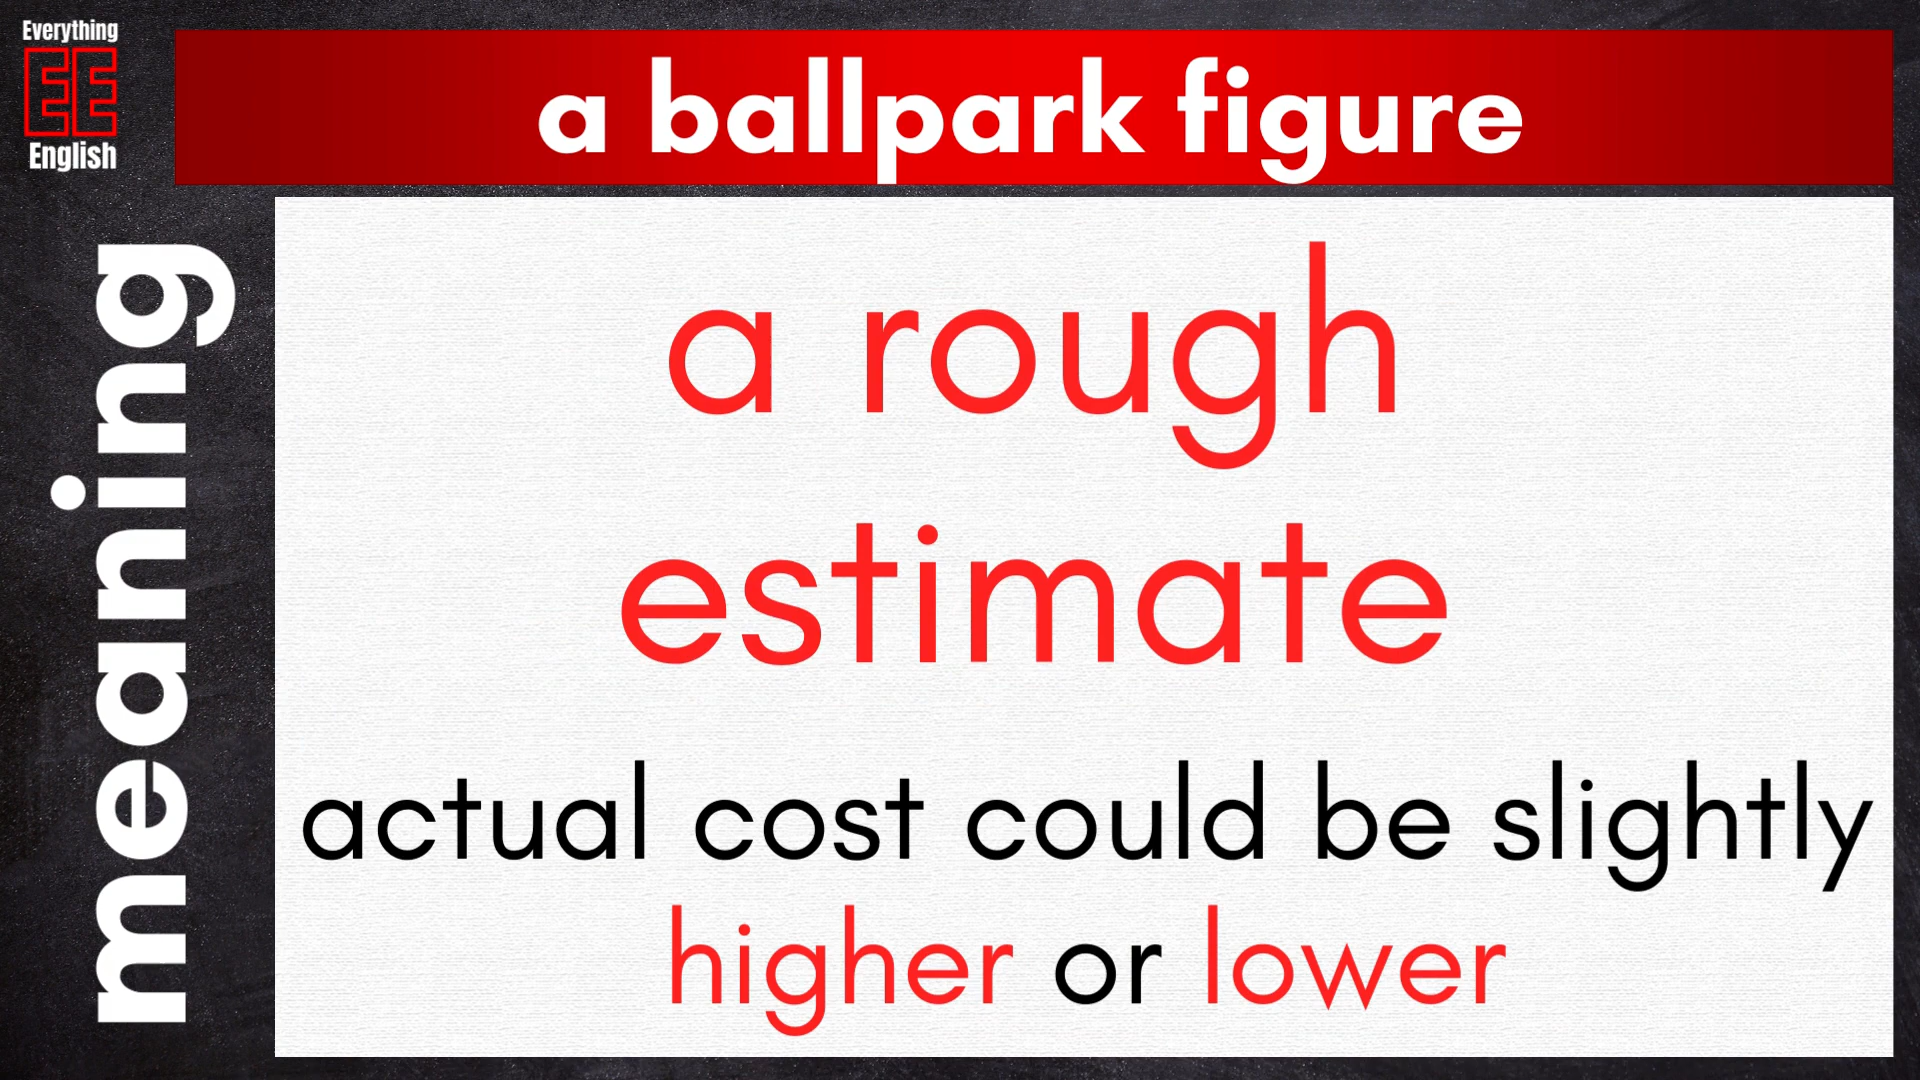 Everything
EE
English
a ballpark figure
meaning
a rough
estimate
actual cost could be slightly
higher or lower